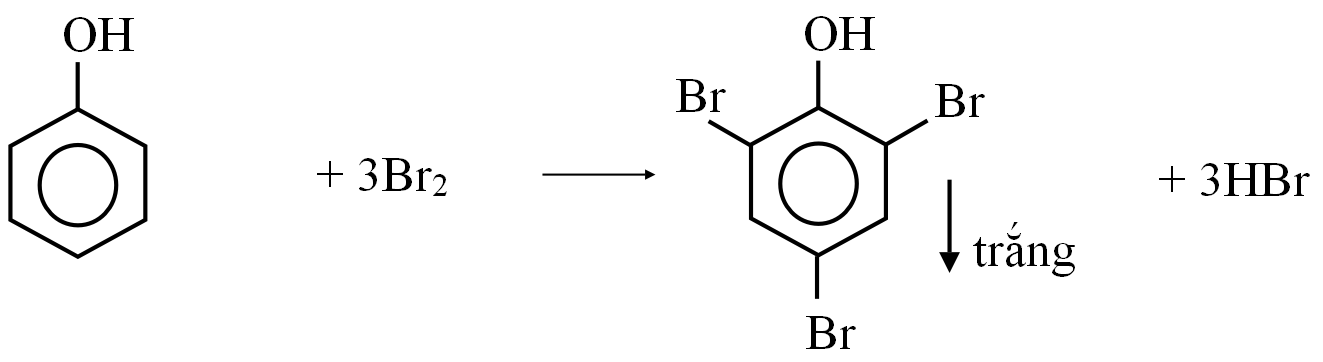 OH
+ 3Br₂
OH
Br
Br
Br
trắng
+ 3HBr